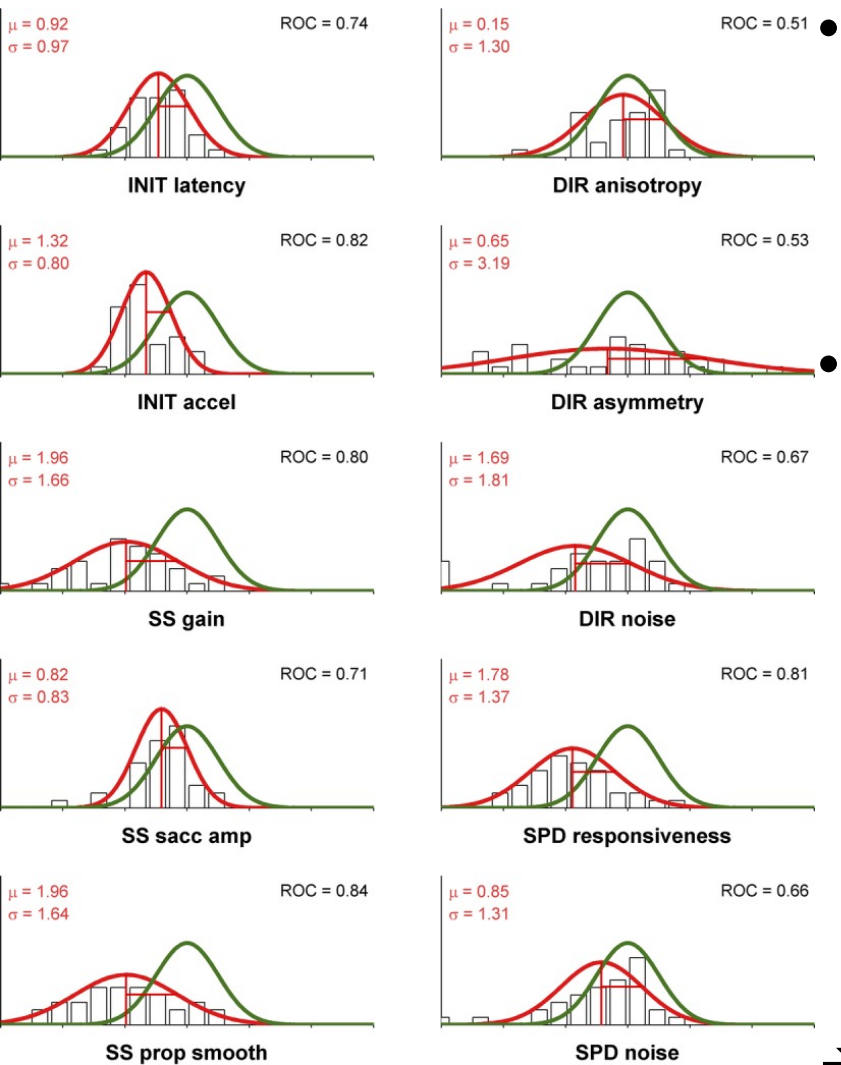 μ = 0.92
σ = 0.97
ROC = 0.74
INIT latency
μ = 0.15
σ = 1.30
ROC = 0.51
DIR anisotropy
μ = 1.32
σ = 0.80
ROC = 0.82
INIT accel
μ = 0.65
σ = 3.19
ROC = 0.53
DIR asymmetry
μ = 1.96
σ = 1.66
ROC = 0.80
SS gain
μ = 1.69
σ = 1.81
ROC = 0.67
DIR noise
μ = 0.82
σ = 0.83
ROC = 0.71
SS sacc amp
μ = 1.78
σ = 1.37
ROC = 0.81
SPD responsiveness
μ = 1.96
σ = 1.64
ROC = 0.84
SS prop smooth
μ = 0.85
σ = 1.31
ROC = 0.66
SPD noise